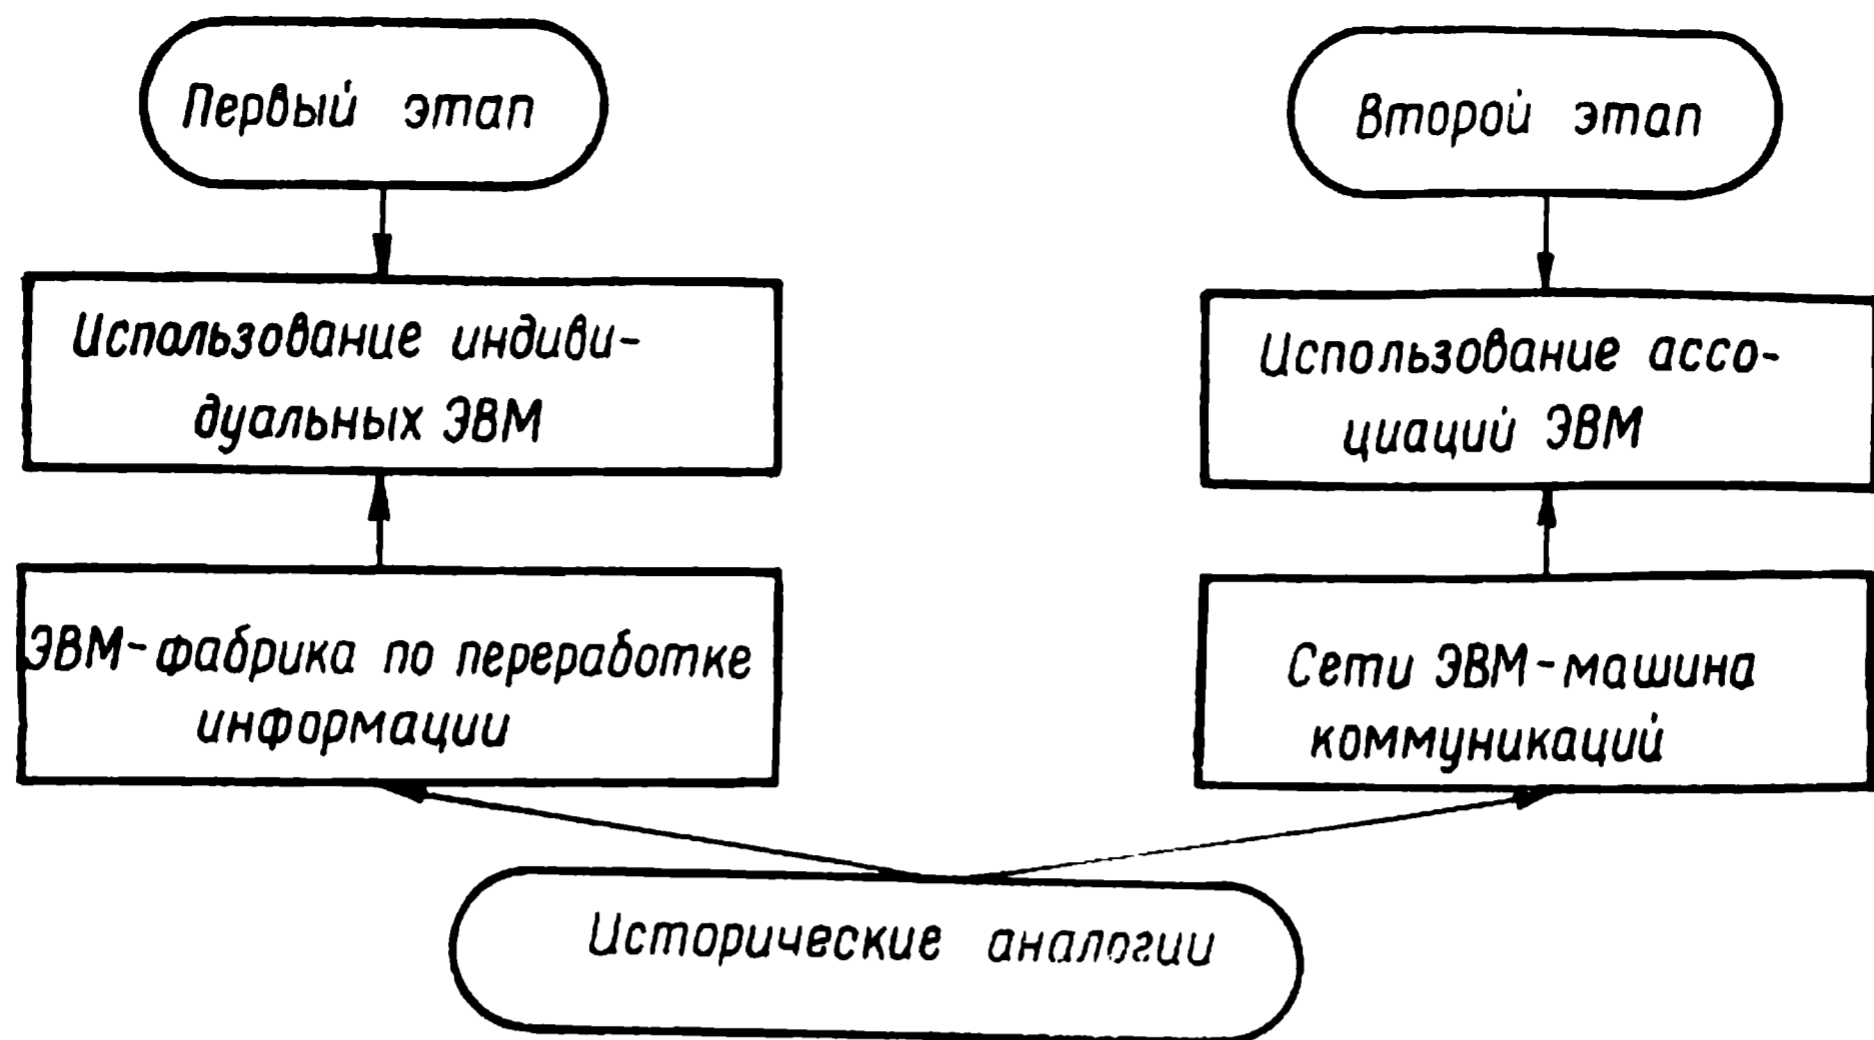 Первый этап
Использование индиви-
дуальных ЭВМ
ЭВМ-фабрика по переработке
информации
Второй этап
Использование ассо-
циаций ЭВМ
Сети ЭВМ-машина
коммуникаций
Исторические аналогии